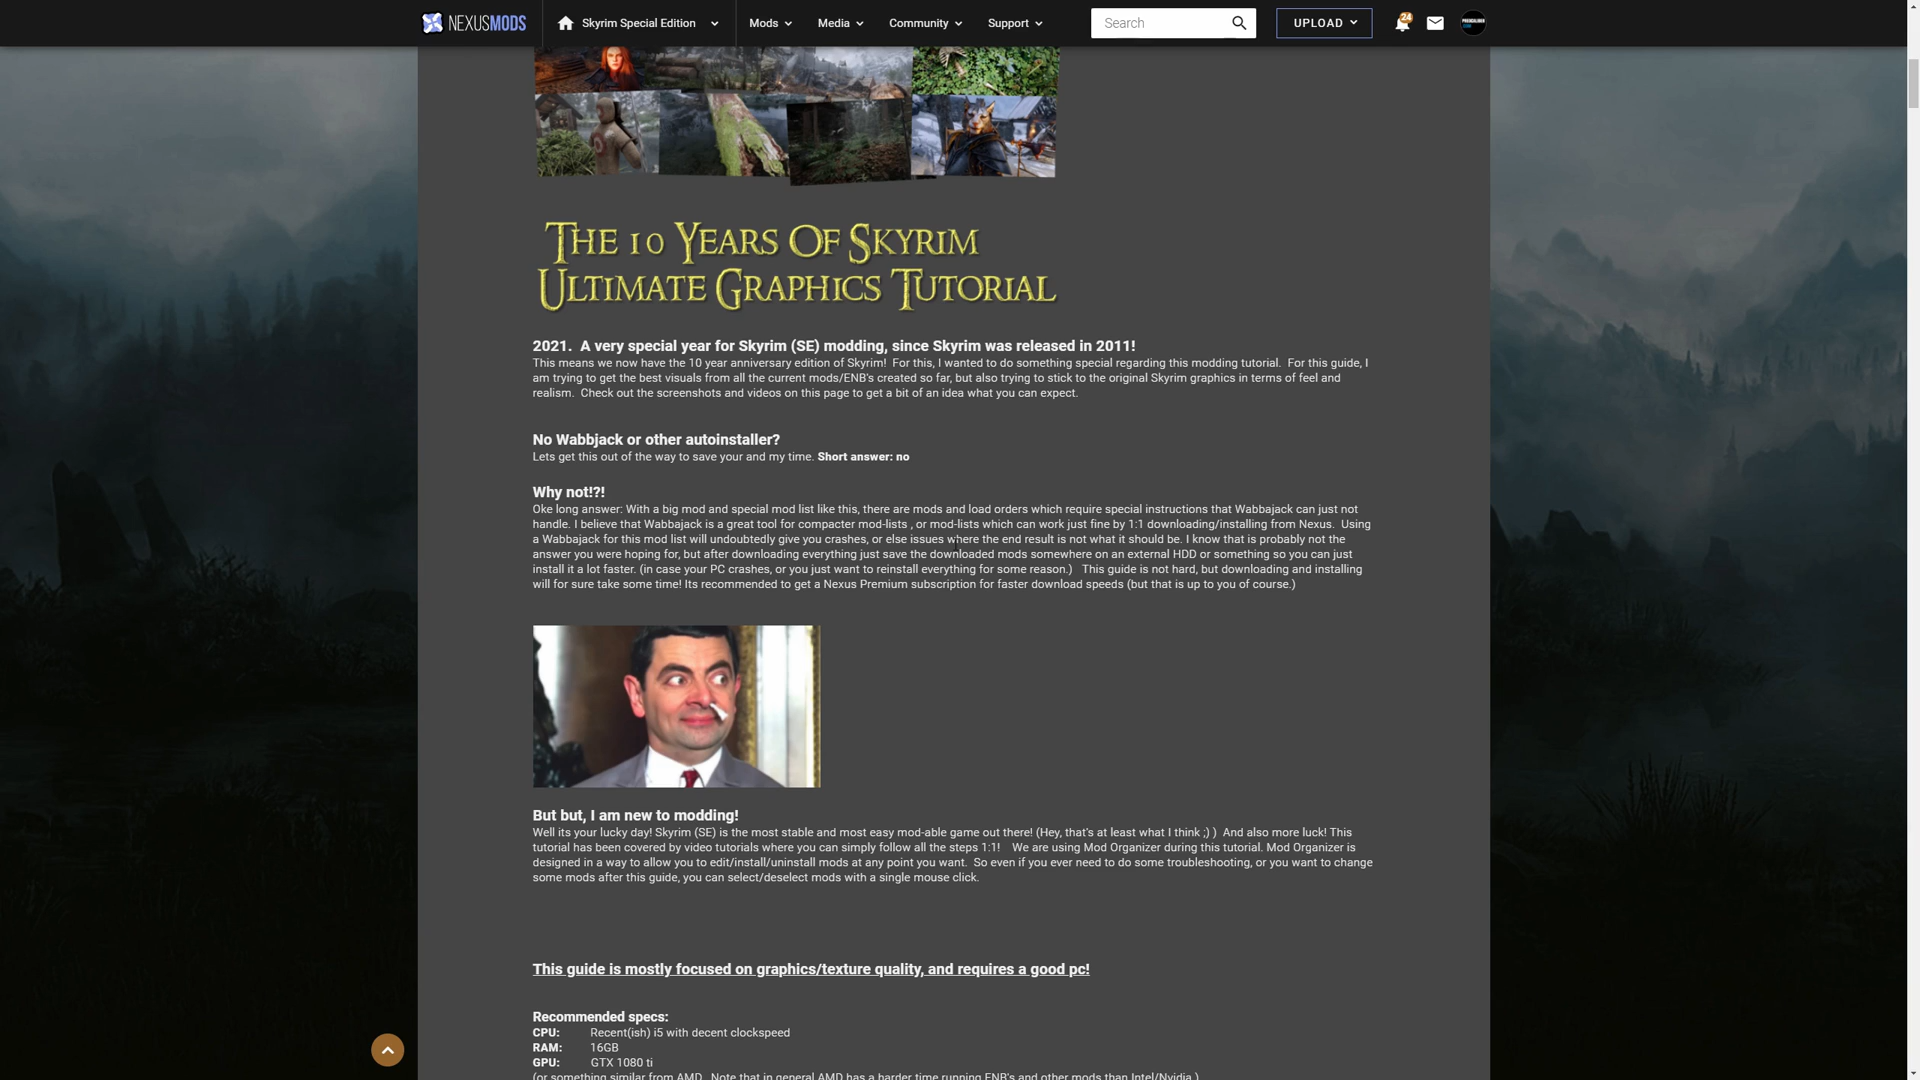 NEXUSMODS
Skyrim Special Edition
Mods
Media
Community
Support
Search
UPLOAD
24
THE 10 YEARS OF SKYRIM
ULTIMATE GRAPHICS TUTORIAL
2021.  A very special year for Skyrim (SE) modding, since Skyrim was released in 2011!
This means we now have the 10 year anniversary edition of Skyrim!  For this, I wanted to do something special regarding this modding tutorial.  For this guide, I
am trying to get the best visuals from all the current mods/ENB's created so far, but also trying to stick to the original Skyrim graphics in terms of feel and
realism.  Check out the screenshots and videos on this page to get a bit of an idea what you can expect.
No Wabbjack or other autoinstaller?
Lets get this out of the way to save your and my time. Short answer: no
Why not!?!
Oke long answer: With a big mod and special mod list like this, there are mods and load orders which require special instructions that Wabbajack can just not
handle. I believe that Wabbajack is a great tool for compacter mod-lists , or mod-lists which can work just fine by 1:1 downloading/installing from Nexus.  Using
a Wabbajack for this mod list will undoubtedly give you crashes, or else issues where the end result is not what it should be. I know that is probably not the
answer you were hoping for, but after downloading everything just save the downloaded mods somewhere on an external HDD or something so you can just
install it a lot faster. (in case your PC crashes, or you just want to reinstall everything for some reason.)   This guide is not hard, but downloading and installing
will for sure take some time! Its recommended to get a Nexus Premium subscription for faster download speeds (but that is up to you of course.)
But but, I am new to modding!
Well its your lucky day! Skyrim (SE) is the most stable and most easy mod-able game out there! (Hey, that's at least what I think ;) )  And also more luck! This
tutorial has been covered by video tutorials where you can simply follow all the steps 1:1!    We are using Mod Organizer during this tutorial. Mod Organizer is
designed in a way to allow you to edit/install/uninstall mods at any point you want.  So even if you ever need to do some troubleshooting, or you want to change
some mods after this guide, you can select/deselect mods with a single mouse click.
This guide is mostly focused on graphics/texture quality, and requires a good pc!
Recommended specs:
CPU: Recent(ish) i5 with decent clockspeed
RAM: 16GB
GPU: GTX 1080 ti
(or something similar from AMD.  Note that in general AMD has a harder time running ENB's and other mods than Intel/Nvidia.)